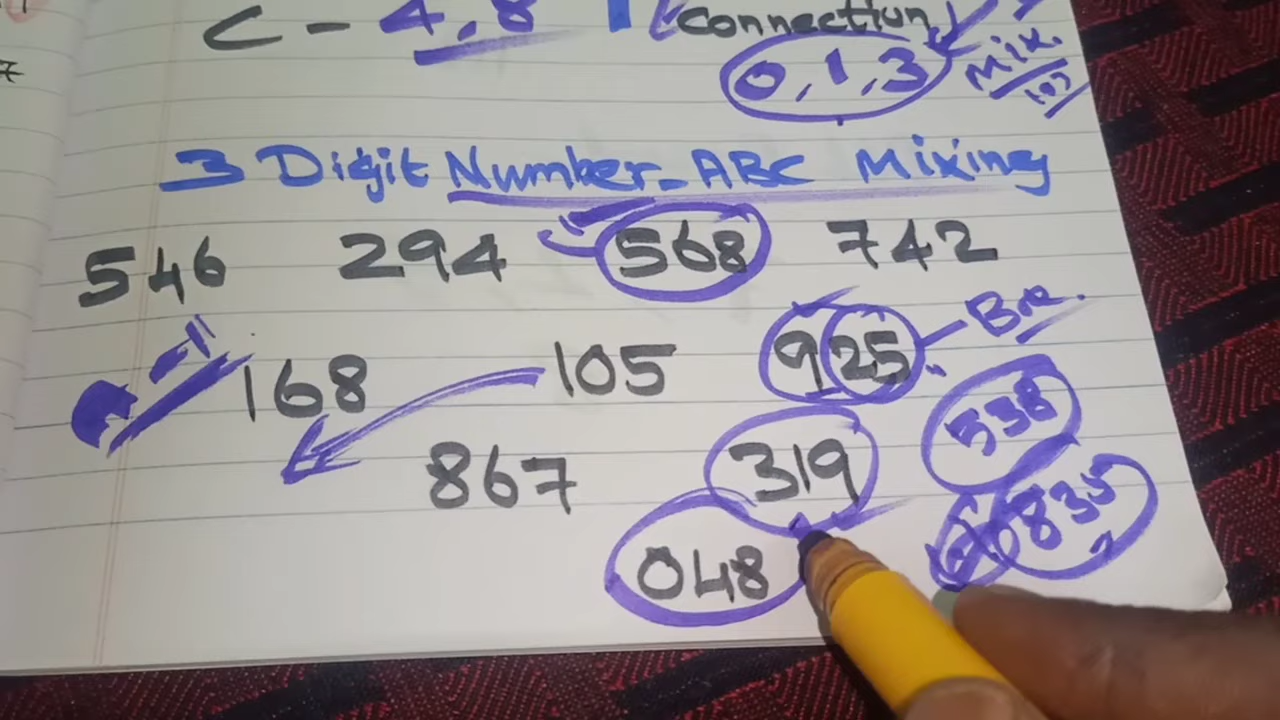 C - 4.8 Connection
0,1,3 Mix.
7
3 Digit Number - ABC Mixing
546 294 568 742
168 105 925
538
867 319 835
048